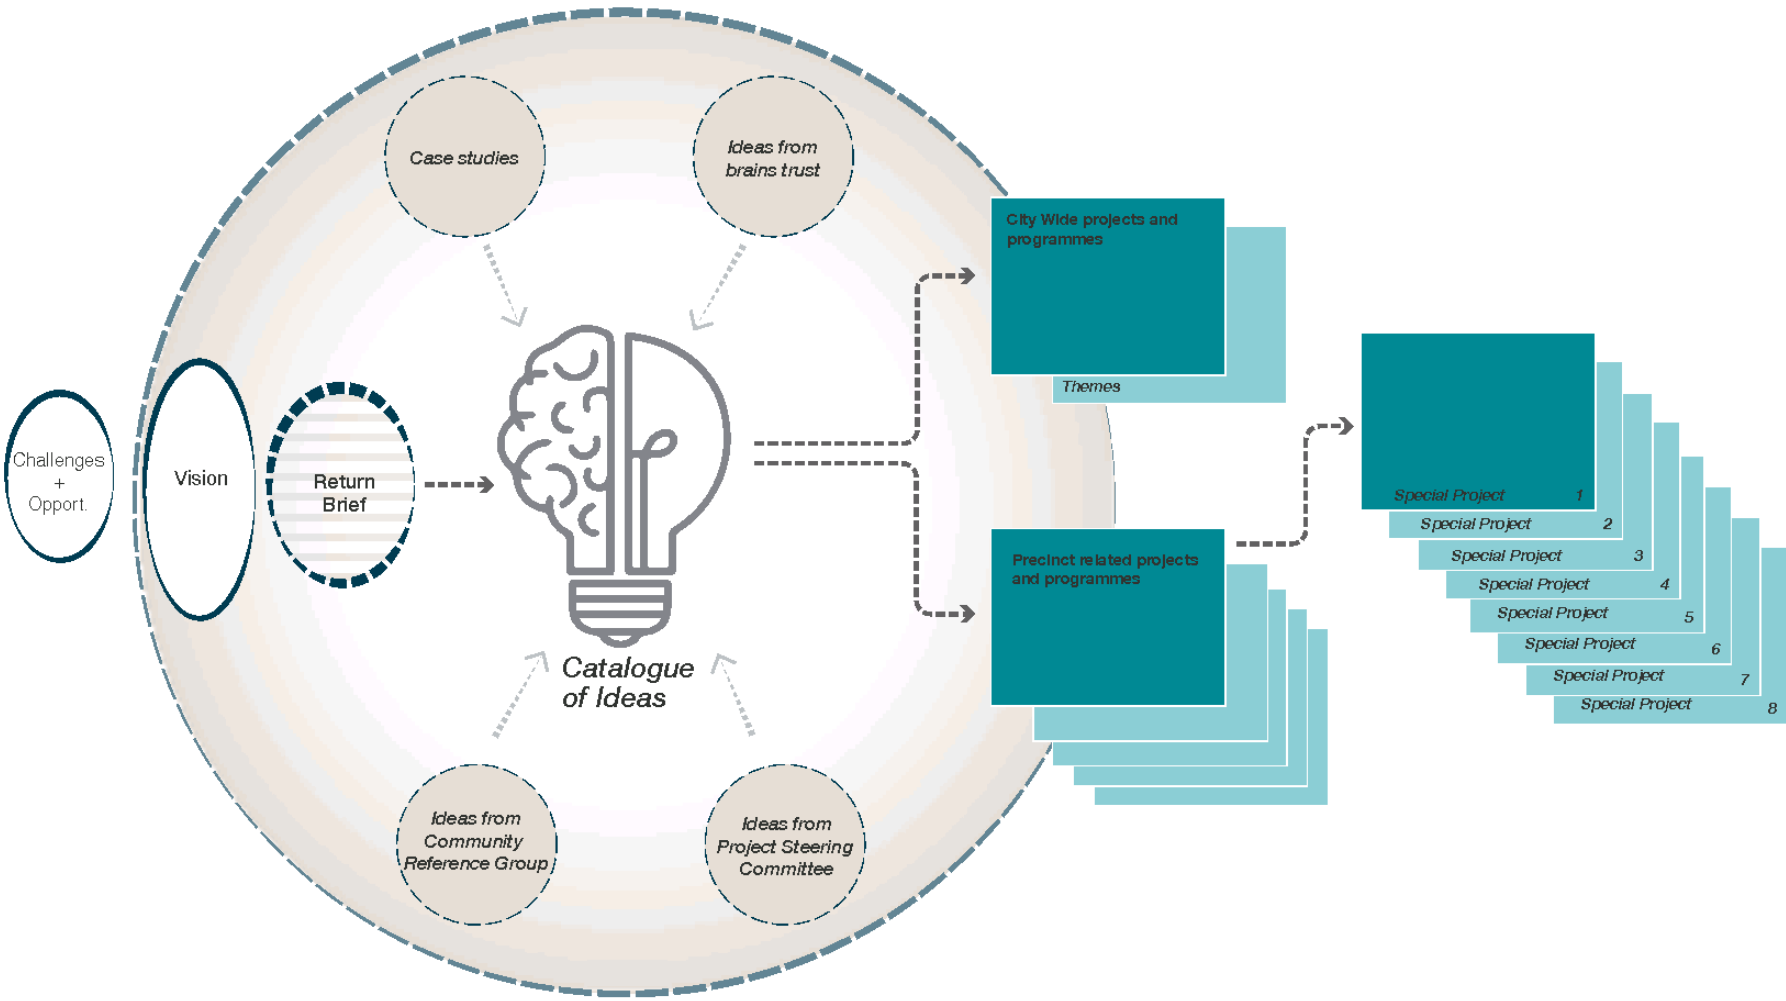 Case studies
Ideas from
brains trust
City Wide projects and
programmes
Themes
Challenges
+
Opport.
Vision
Return
Brief
Catalogue
of Ideas
Precinct related projects
and programmes
Special Project 1
Special Project 2
Special Project 3
Special Project 4
Special Project 5
Special Project 6
Special Project 7
Special Project 8
Ideas from
Community
Reference Group
Ideas from
Project Steering
Committee